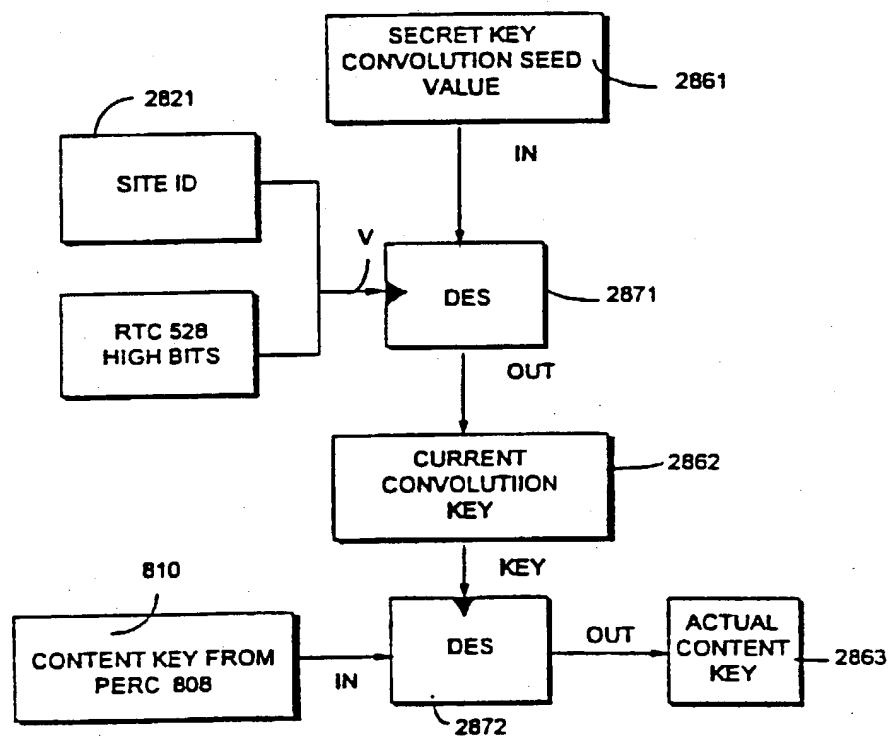 SECRET KEY
CONVOLUTION SEED
VALUE
2861
2821
SITE ID
IN
V
DES
2871
RTC 528
HIGH BITS
OUT
CURRENT
CONVOLUTIION
KEY
2862
KEY
810
CONTENT KEY FROM
PERC 808
IN
DES
OUT
ACTUAL
CONTENT
KEY
2863
2872